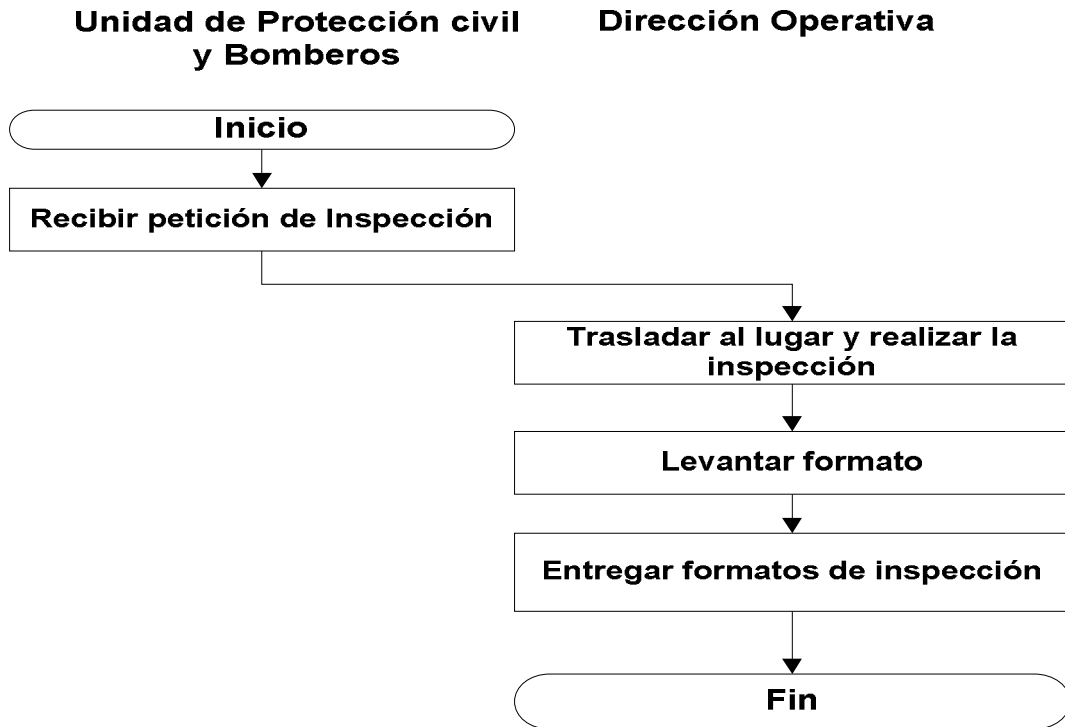 Unidad de Protección civil
y Bomberos
Dirección Operativa
Inicio
Recibir petición de Inspección
Trasladar al lugar y realizar la
inspección
Levantar formato
Entregar formatos de inspección
Fin